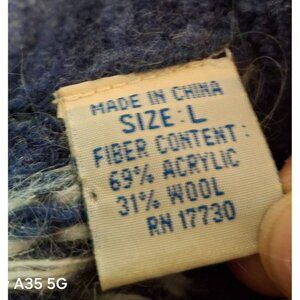 MADE IN CHINA
SIZE: L
FIBER CONTENT:
69% ACRYLIC
31% WOOL
RN 17730
A35 5G